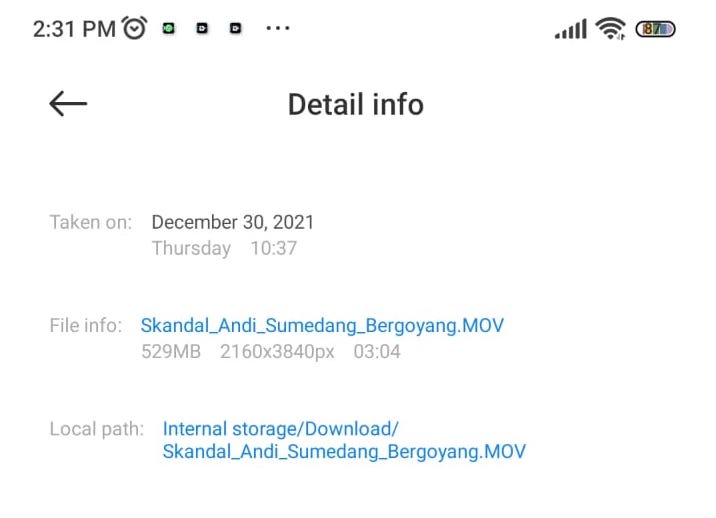 2:31 PM
87
Detail info
Taken on: December 30, 2021
Thursday 10:37
File info: Skandal_Andi_Sumedang_Bergoyang.MOV
529MB 2160x3840px 03:04
Local path: Internal storage/Download/
Skandal_Andi_Sumedang_Bergoyang.MOV